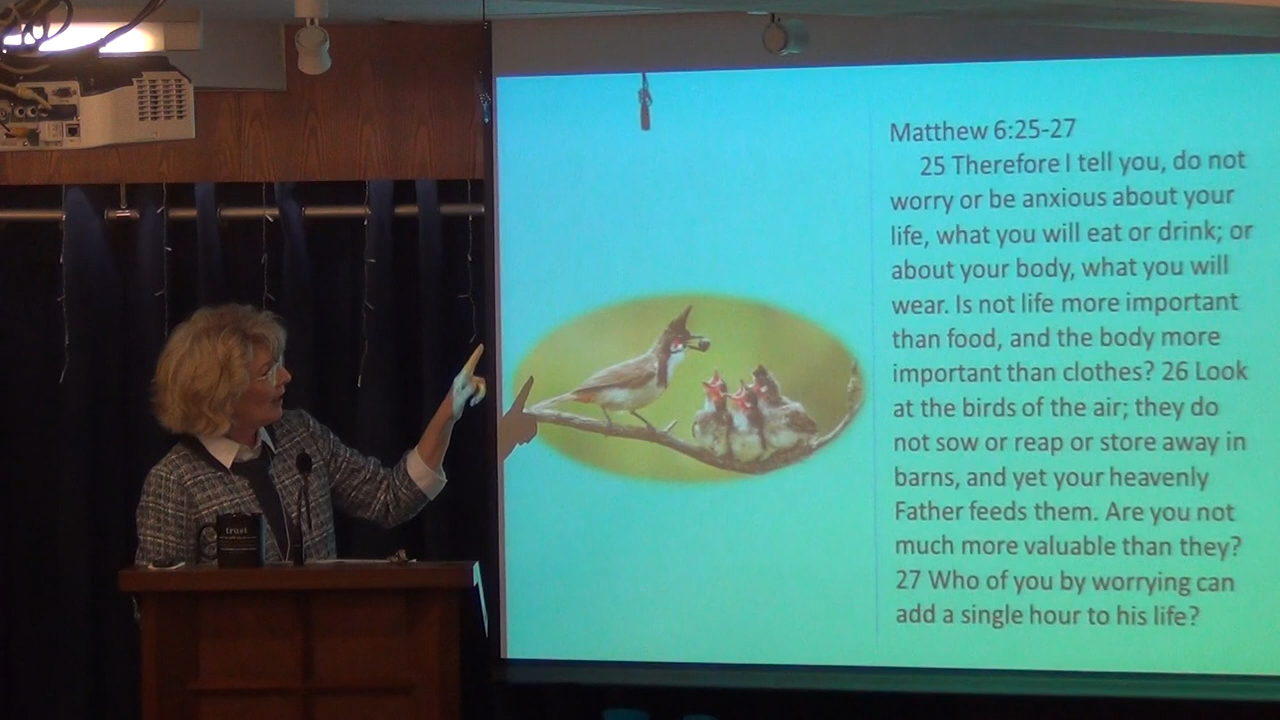 Matthew 6:25-27
25 Therefore I tell you, do not
worry or be anxious about your
life, what you will eat or drink; or
about your body, what you will
wear. Is not life more important
than food, and the body more
important than clothes? 26 Look
at the birds of the air; they do
not sow or reap or store away in
barns, and yet your heavenly
Father feeds them. Are you not
much more valuable than they?
27 Who of you by worrying can
add a single hour to his life?
trust